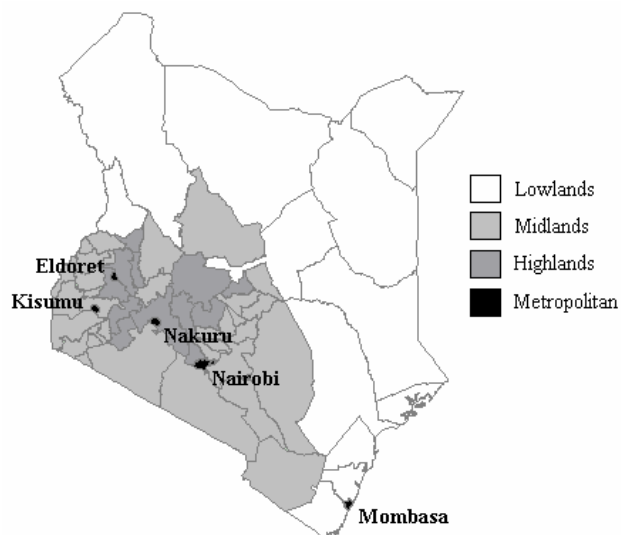 Lowlands
Midlands
Highlands
Metropolitan
Eldoret
Kisumu
Nakuru
Nairobi
Mombasa